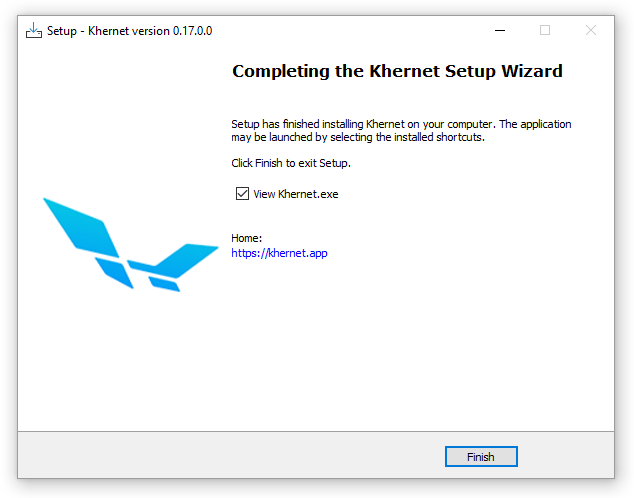 Setup - Khernet version 0.17.0.0
Completing the Khernet Setup Wizard
Setup has finished installing Khernet on your computer. The application
may be launched by selecting the installed shortcuts.
Click Finish to exit Setup.
View Khernet.exe
Home:
https://khernet.app
Finish